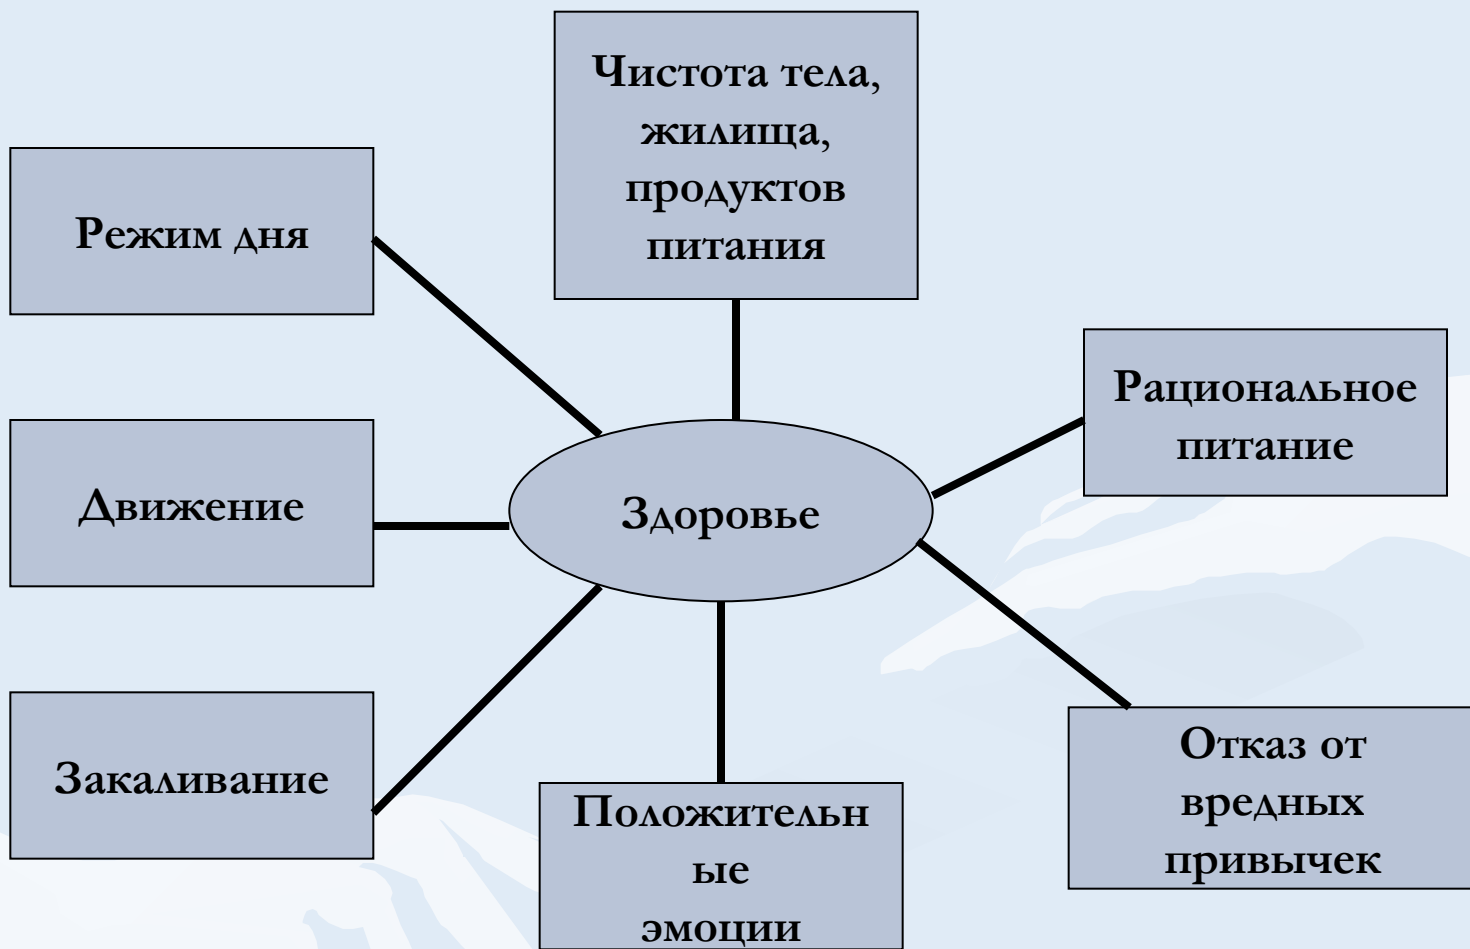 Чистота тела,
жилища,
продуктов
питания
Режим дня
Рациональное
питание
Движение
Здоровье
Закаливание
Положительн
ые
эмоции
Отказ от
вредных
привычек